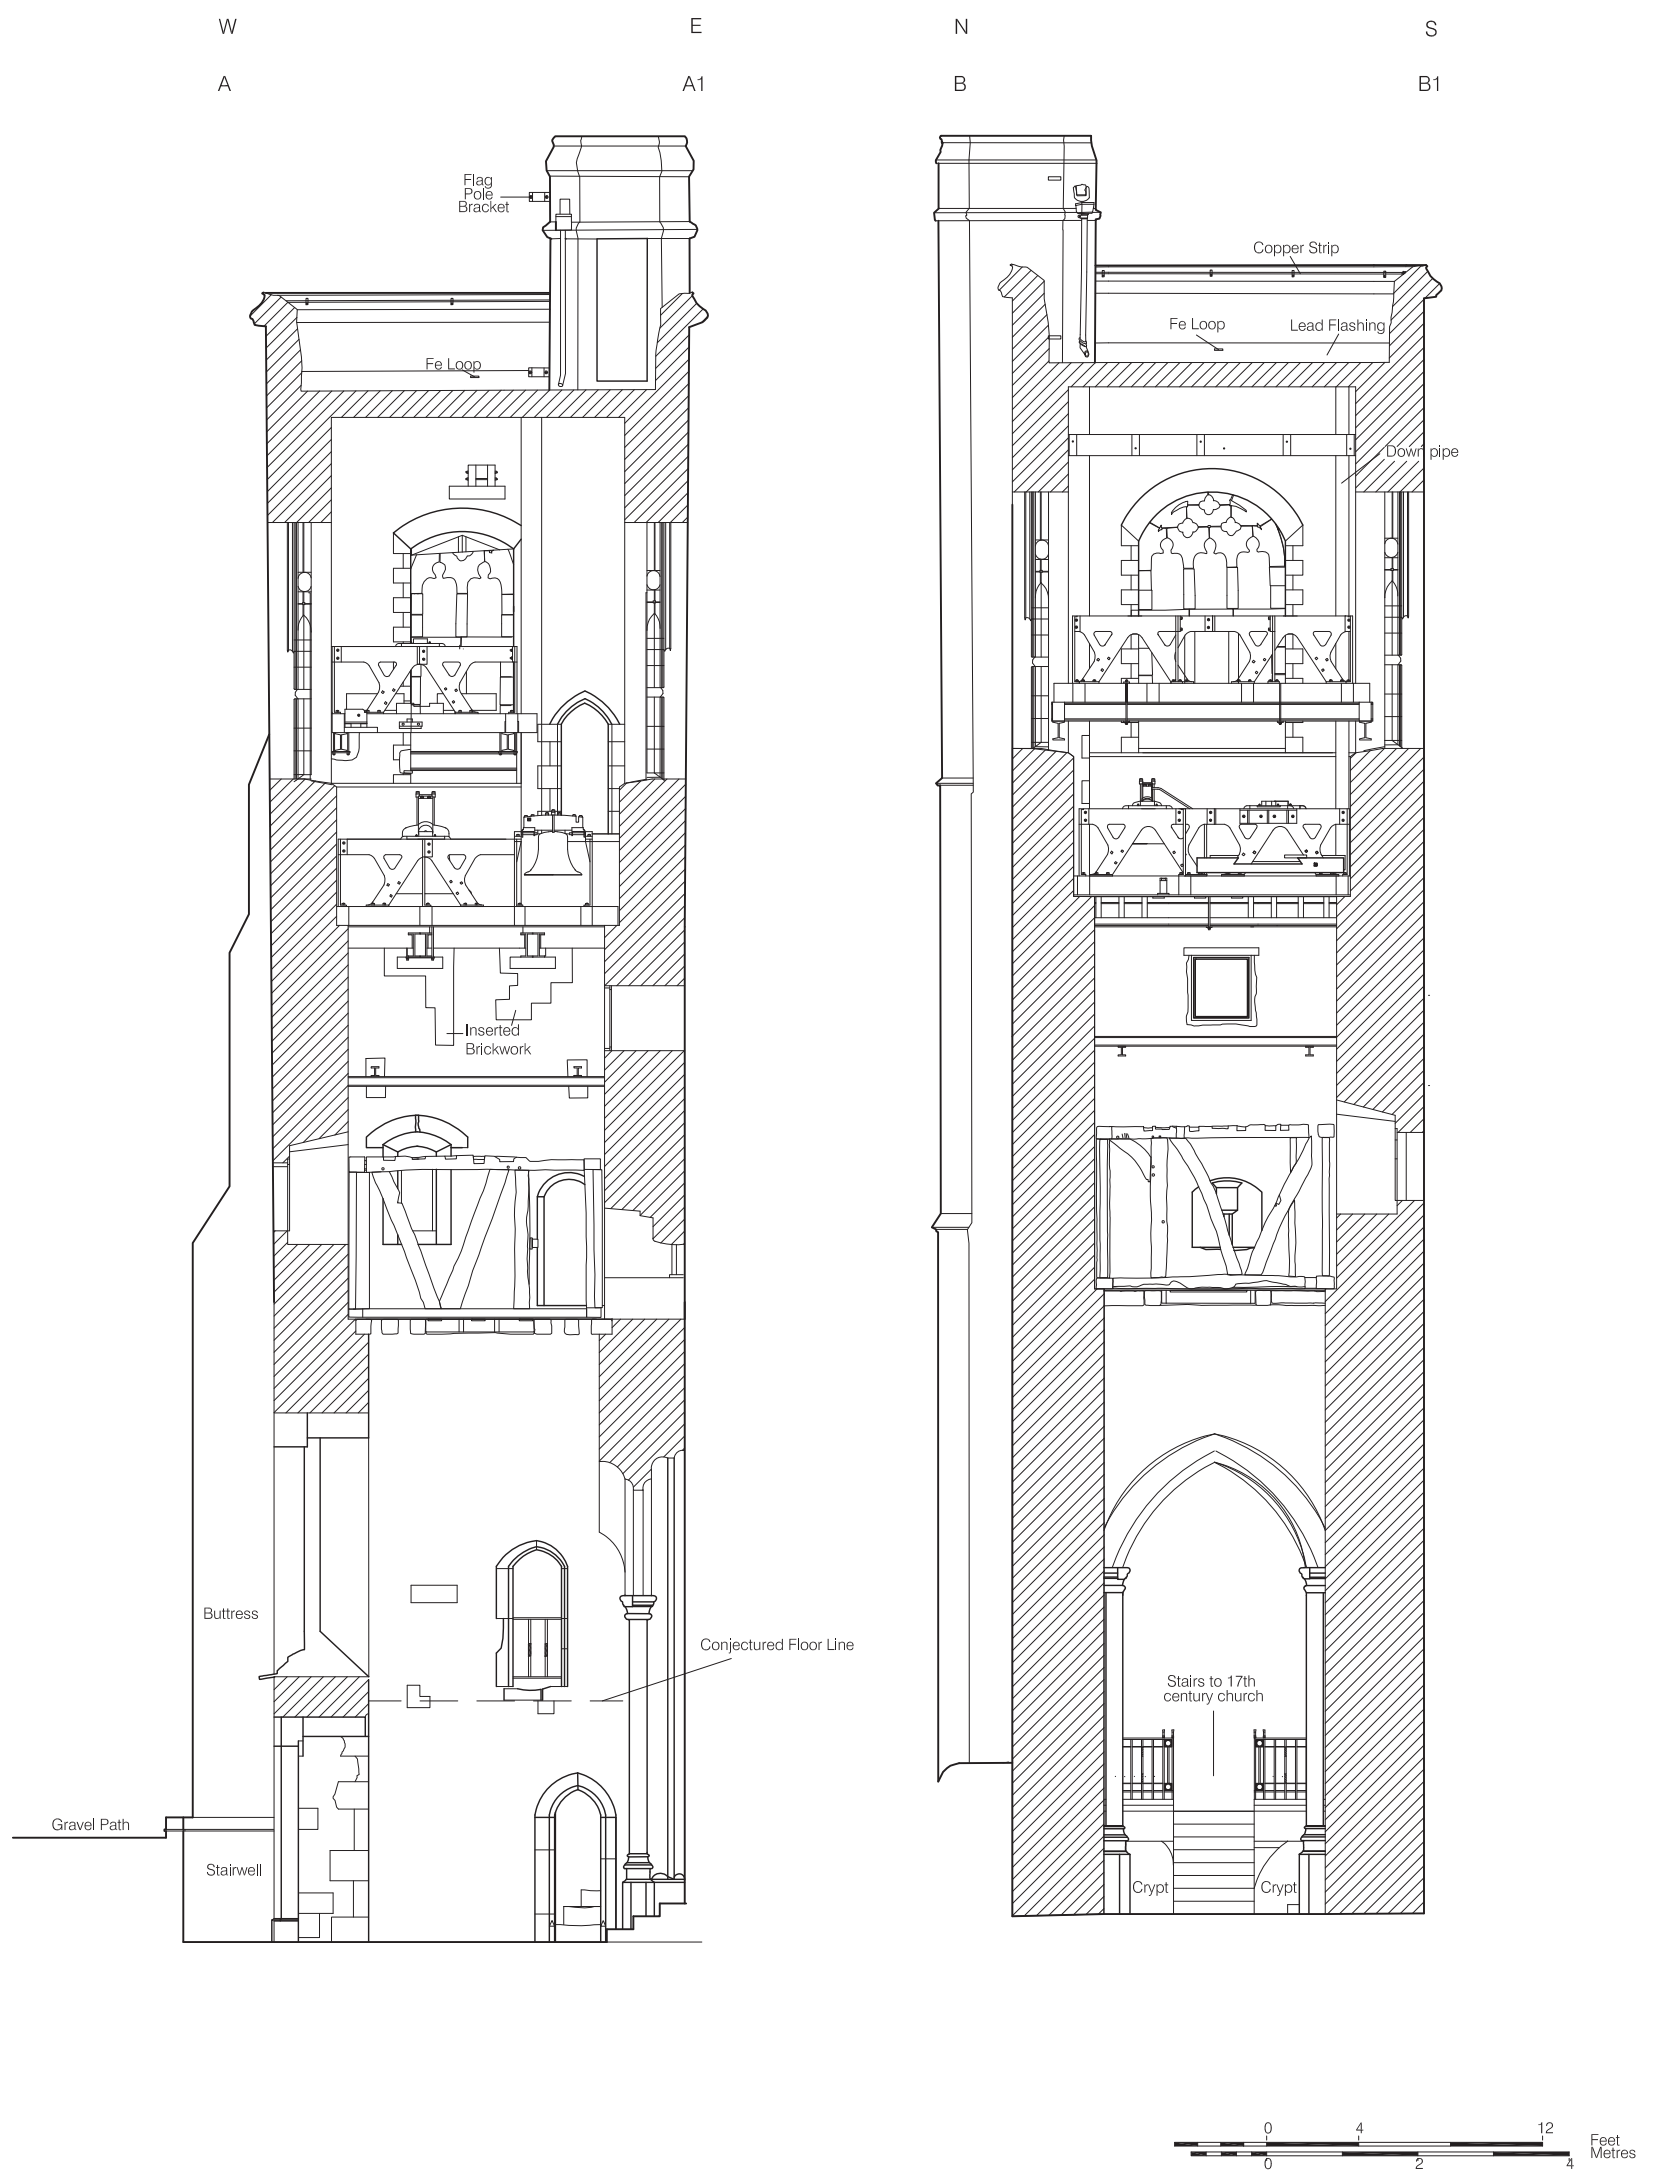 W
E
N
S
A
A1
B
B1
Flag
Pole
Bracket
Copper Strip
Fe Loop
Lead Flashing
Fe Loop
Down pipe
Inserted
Brickwork
Buttress
Conjectured Floor Line
Stairs to 17th
century church
Gravel Path
Stairwell
Crypt
Crypt
0 4 12
Feet
Metres
0 2 4